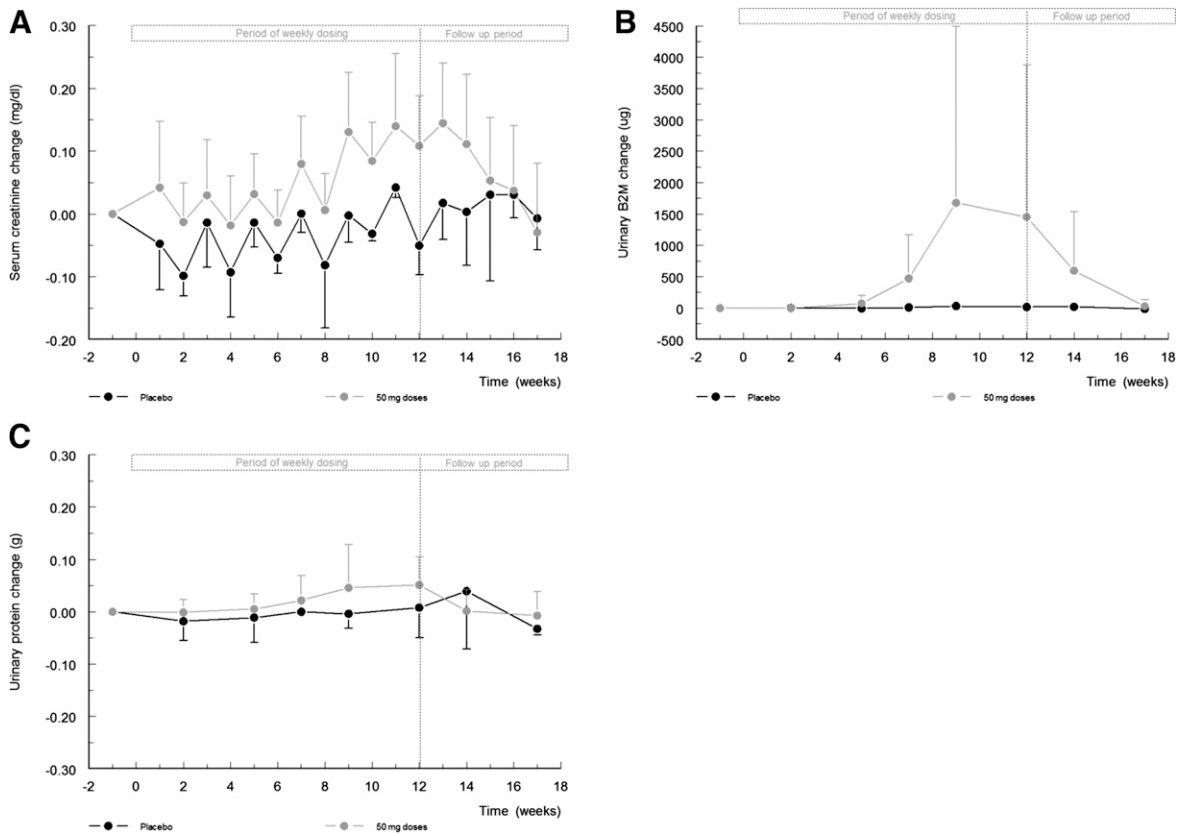 A
Period of weekly dosing
Follow up period
Serum creatinine change (mg/dl)
0.30
0.20
0.10
0.00
-0.10
-0.20
-2 0 2 4 6 8 10 12 14 16 18
Time (weeks)
Placebo
50 mg doses
B
Period of weekly dosing
Follow up period
Urinary B2M change (ug)
4500
4000
3500
3000
2500
2000
1500
1000
500
0
-500
-2 0 2 4 6 8 10 12 14 16 18
Time (weeks)
Placebo
50 mg doses
C
Period of weekly dosing
Follow up period
Urinary protein change (g)
0.30
0.20
0.10
0.00
-0.10
-0.20
-0.30
-2 0 2 4 6 8 10 12 14 16 18
Time (weeks)
Placebo
50 mg doses